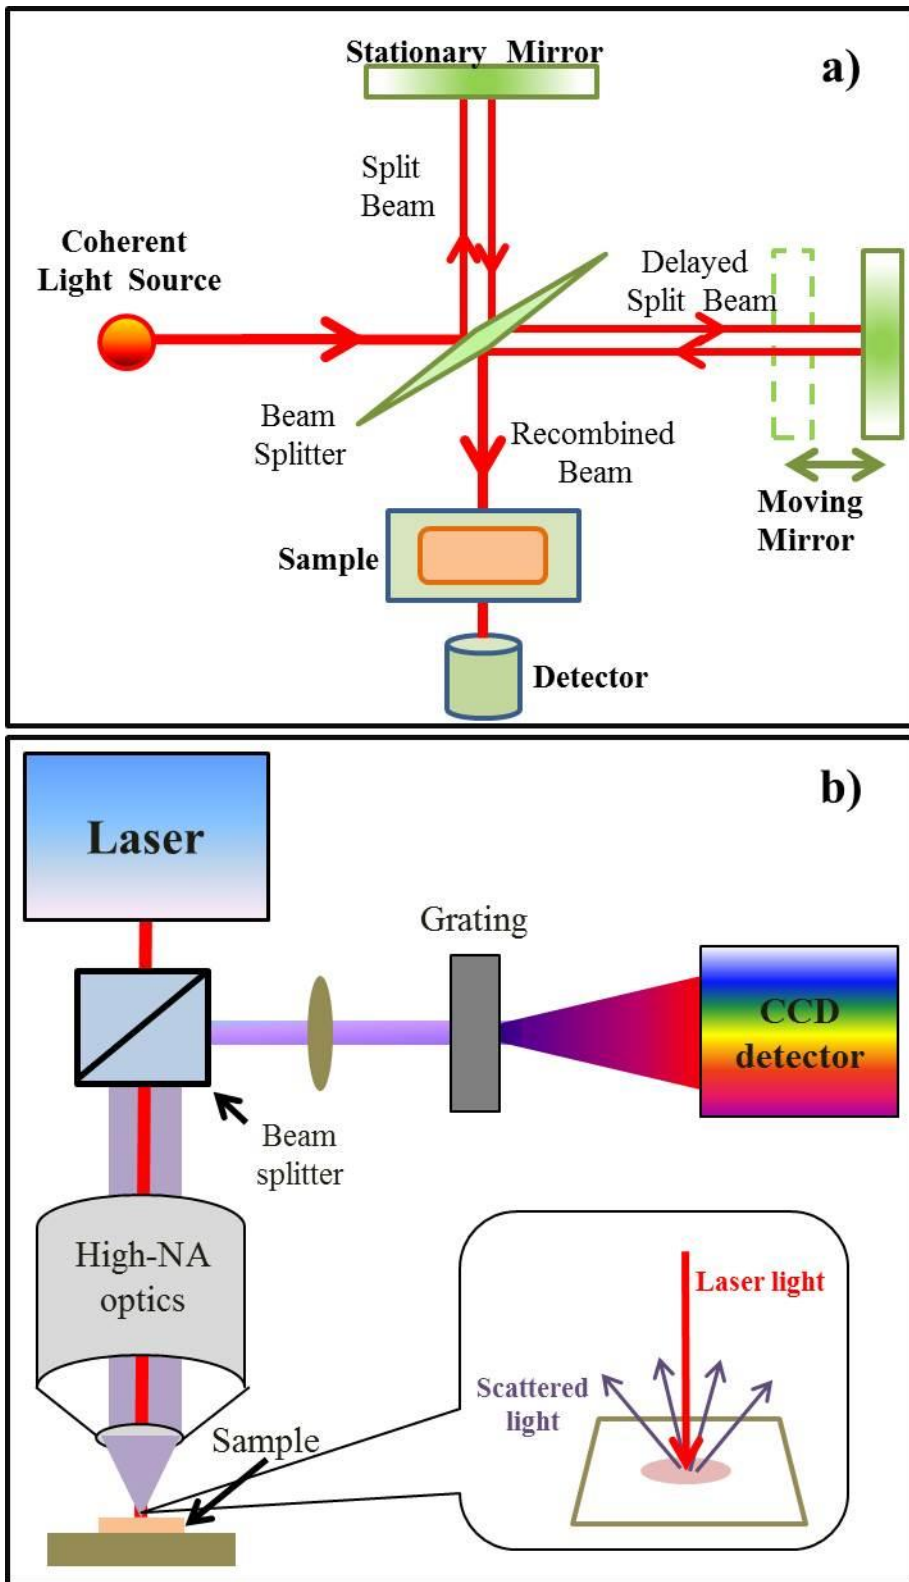 Stationary Mirror
a)
Split
Beam
Coherent
Light Source
Delayed
Split Beam
Beam
Splitter
Recombined
Beam
Moving
Mirror
Sample
Detector
b)
Laser
Grating
CCD
detector
Beam
splitter
High-NA
optics
Laser light
Scattered
light
Sample